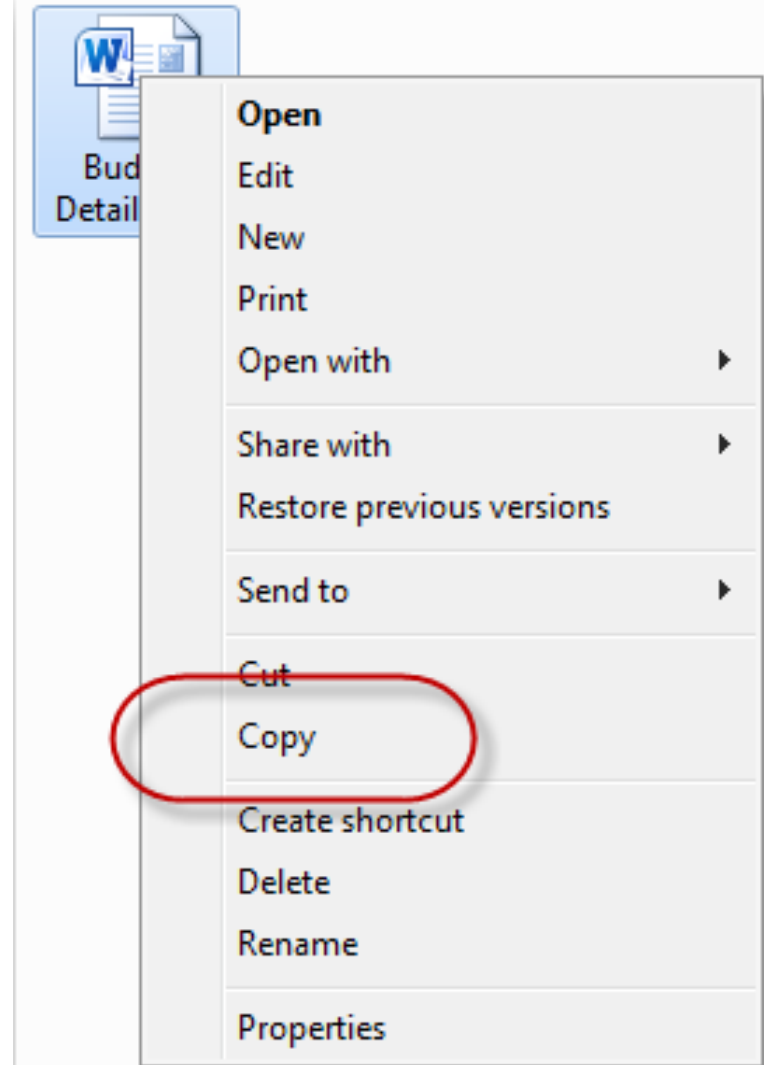 W
Bud
Detail
Open
Edit
New
Print
Open with
Share with
Restore previous versions
Send to
Cut
Copy
Create shortcut
Delete
Rename
Properties